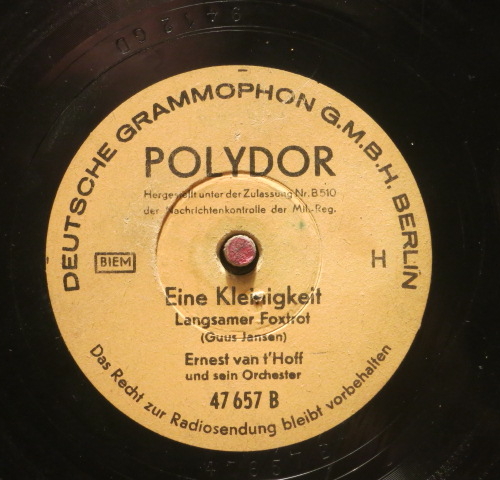 DEUTSCHE GRAMMOPHON G.M.B.H. BERLIN
POLYDOR
Hergestellt unter der Zulassung Nr. B 510
der Nachrichtenkontrolle der Mil.-Reg.
BIEM
H
Eine Kleinigkeit
Langsamer Foxtrot
(Guus Jansen)
Ernest van t'Hoff
und sein Orchester
47 657 B
Das Recht zur Radiosendung bleibt vorbehalten